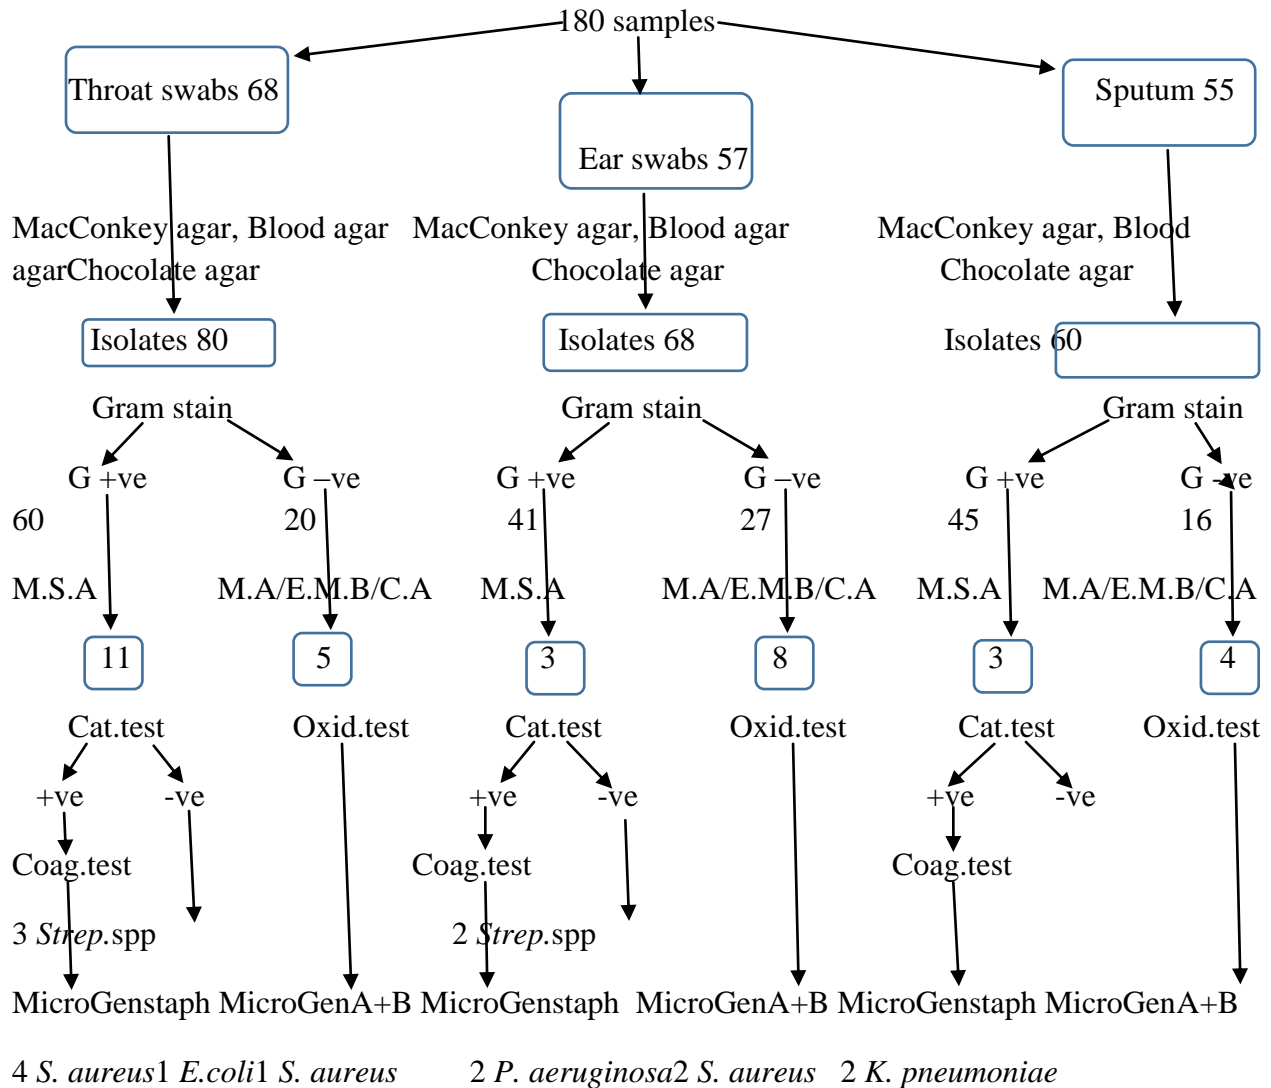 180 samples
Throat swabs 68
Sputum 55
Ear swabs 57
MacConkey agar, Blood agar MacConkey agar, Blood agar MacConkey agar, Blood
agarChocolate agar Chocolate agar Chocolate agar
Isolates 80 Isolates 68 Isolates 60
Gram stain Gram stain Gram stain
G +ve G –ve G +ve G –ve G +ve G -ve
60 20 41 27 45 16
M.S.A M.A/E.M.B/C.A M.S.A M.A/E.M.B/C.A M.S.A M.A/E.M.B/C.A
11 5 3 8 3 4
Cat.test Oxid.test Cat.test Oxid.test Cat.test Oxid.test
+ve -ve +ve -ve +ve -ve
Coag.test Coag.test Coag.test
3 Strep.spp 2 Strep.spp
MicroGenstaph MicroGenA+B MicroGenstaph MicroGenA+B MicroGenstaph MicroGenA+B
4 S. aureus1 E.coli1 S. aureus 2 P. aeruginosa2 S. aureus 2 K. pneumoniae